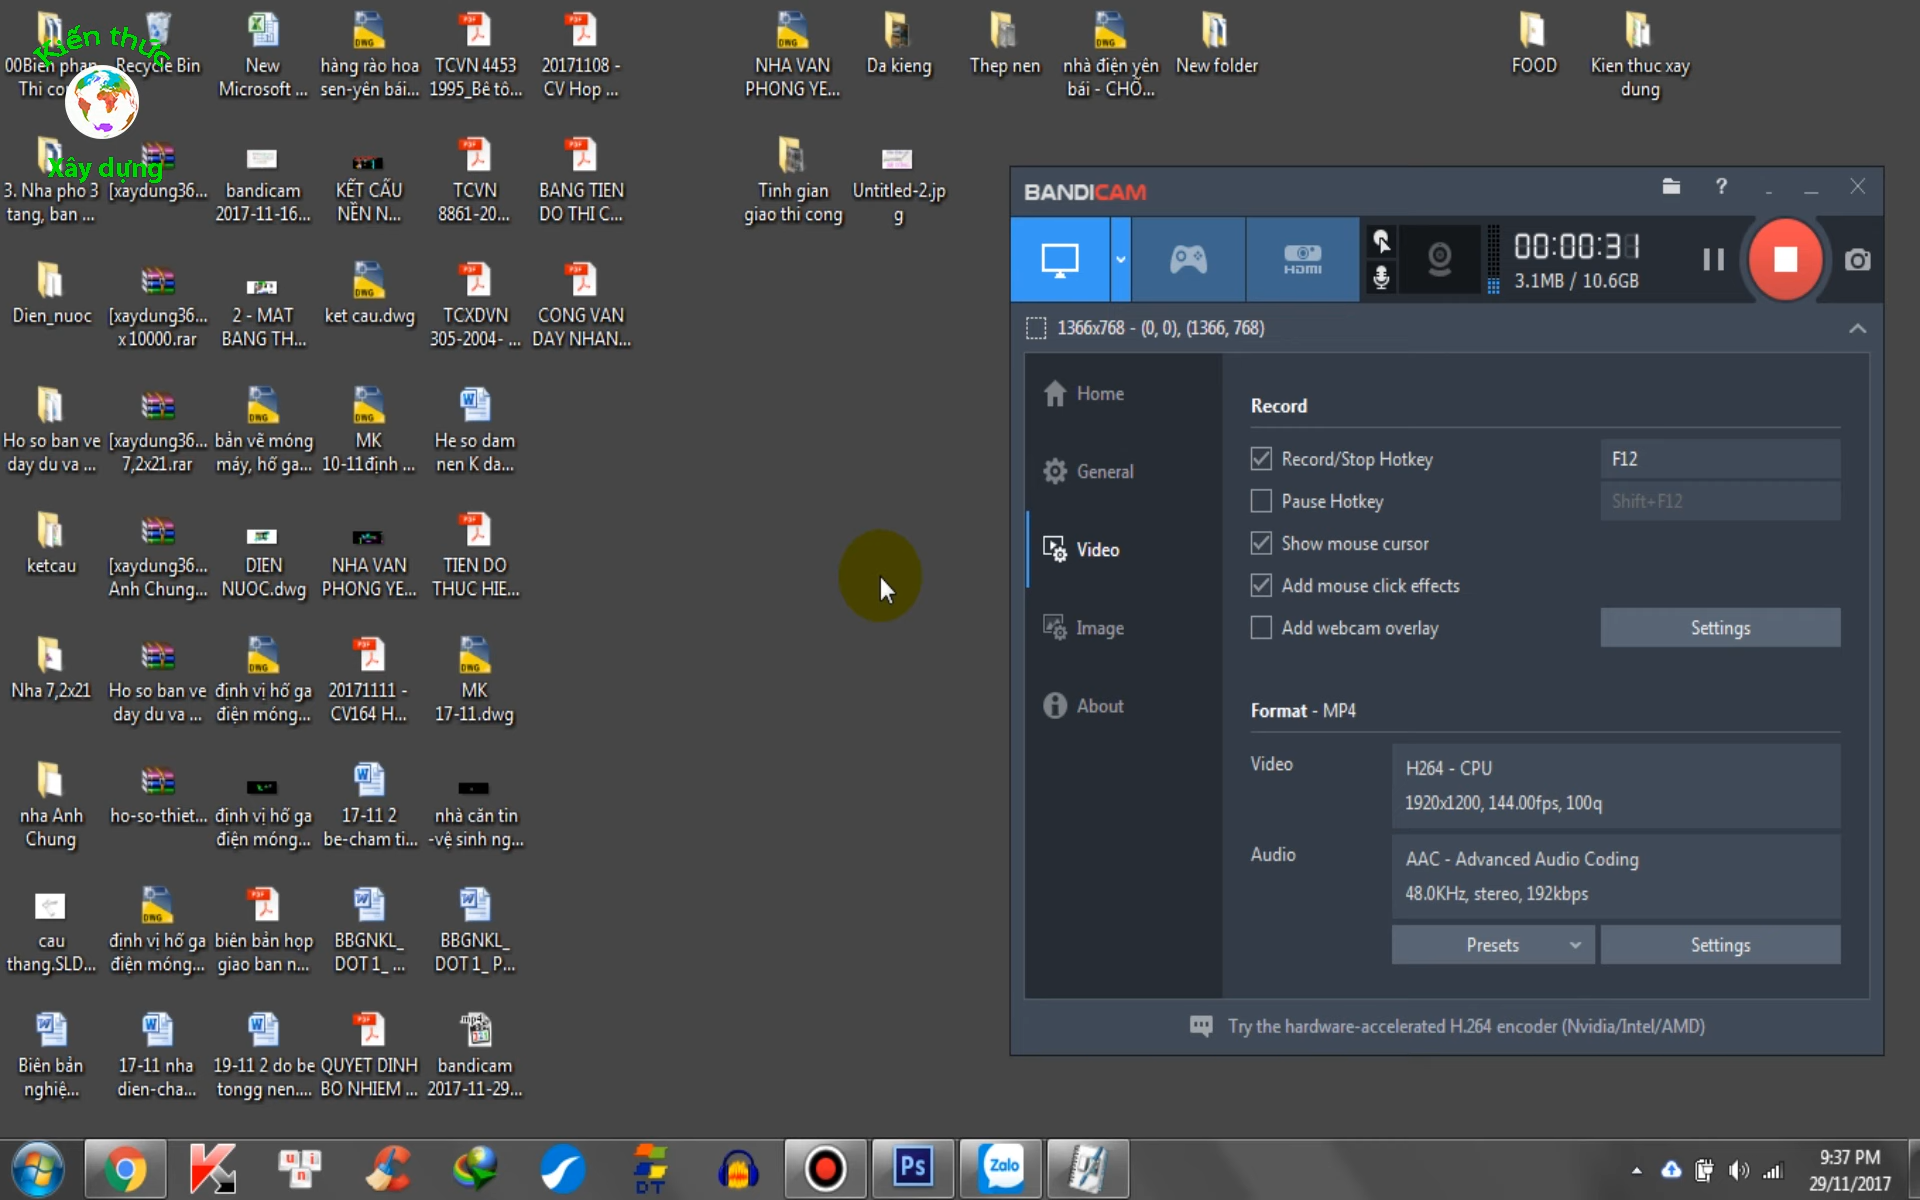 Kiến thức
Xây dựng
00Bien phap
Thi co...
Recycle Bin
New
Microsoft ...
hàng rào hoa
sen-yên bái...
TCVN 4453
1995_Bê tô...
20171108 -
CV Hop ...
NHA VAN
PHONG YE...
Da kieng
Thep nen
nhà điện yên
bái - CHỐ...
New folder
FOOD
Kien thuc xay
dung
3. Nha pho 3
tang, ban ...
[xaydung36...
bandicam
2017-11-16...
KẾT CẤU
NỀN N...
TCVN
8861-20...
BANG TIEN
DO THI C...
Tinh gian
giao thi cong
Untitled-2.jp
g
Dien_nuoc
[xaydung36...
x10000.rar
2 - MAT
BANG TH...
ket cau.dwg
TCXDVN
305-2004- ...
CONG VAN
DAY NHAN...
Ho so ban ve
day du va ...
[xaydung36...
7,2x21.rar
bản vẽ móng
máy, hố ga...
MK
10-11định ...
He so dam
nen K da...
ketcau
[xaydung36...
Anh Chung...
DIEN
NUOC.dwg
NHA VAN
PHONG YE...
TIEN DO
THUC HIE...
Nha 7,2x21
Ho so ban ve
day du va ...
định vị hố ga
điện móng...
20171111 -
CV164 H...
MK
17-11.dwg
nha Anh
Chung
ho-so-thiet...
định vị hố ga
điện móng...
17-11 2
be-cham ti...
nhà căn tin
-vệ sinh ng...
cau
thang.SLD...
định vị hố ga
điện móng...
biên bản họp
giao ban n...
BBGNKL_
DOT 1_ ...
BBGNKL_
DOT 1_ P...
Biên bản
nghiệ...
17-11 nha
dien-cha...
19-11 2 do be
tongg nen....
QUYET DINH
BO NHIEM ...
bandicam
2017-11-29...
BANDICAM
?
HDMI
00:00:31
3.1MB / 10.6GB
1366x768 - (0, 0), (1366, 768)
Home
General
Video
Image
About
Record
Record/Stop Hotkey
F12
Pause Hotkey
Shift+F12
Show mouse cursor
Add mouse click effects
Add webcam overlay
Settings
Format - MP4
Video
H264 - CPU
1920x1200, 144.00fps, 100q
Audio
AAC - Advanced Audio Coding
48.0KHz, stereo, 192kbps
Presets
Settings
Try the hardware-accelerated H.264 encoder (Nvidia/Intel/AMD)
u n i
DT
Ps
Zalo
9:37 PM
29/11/2017